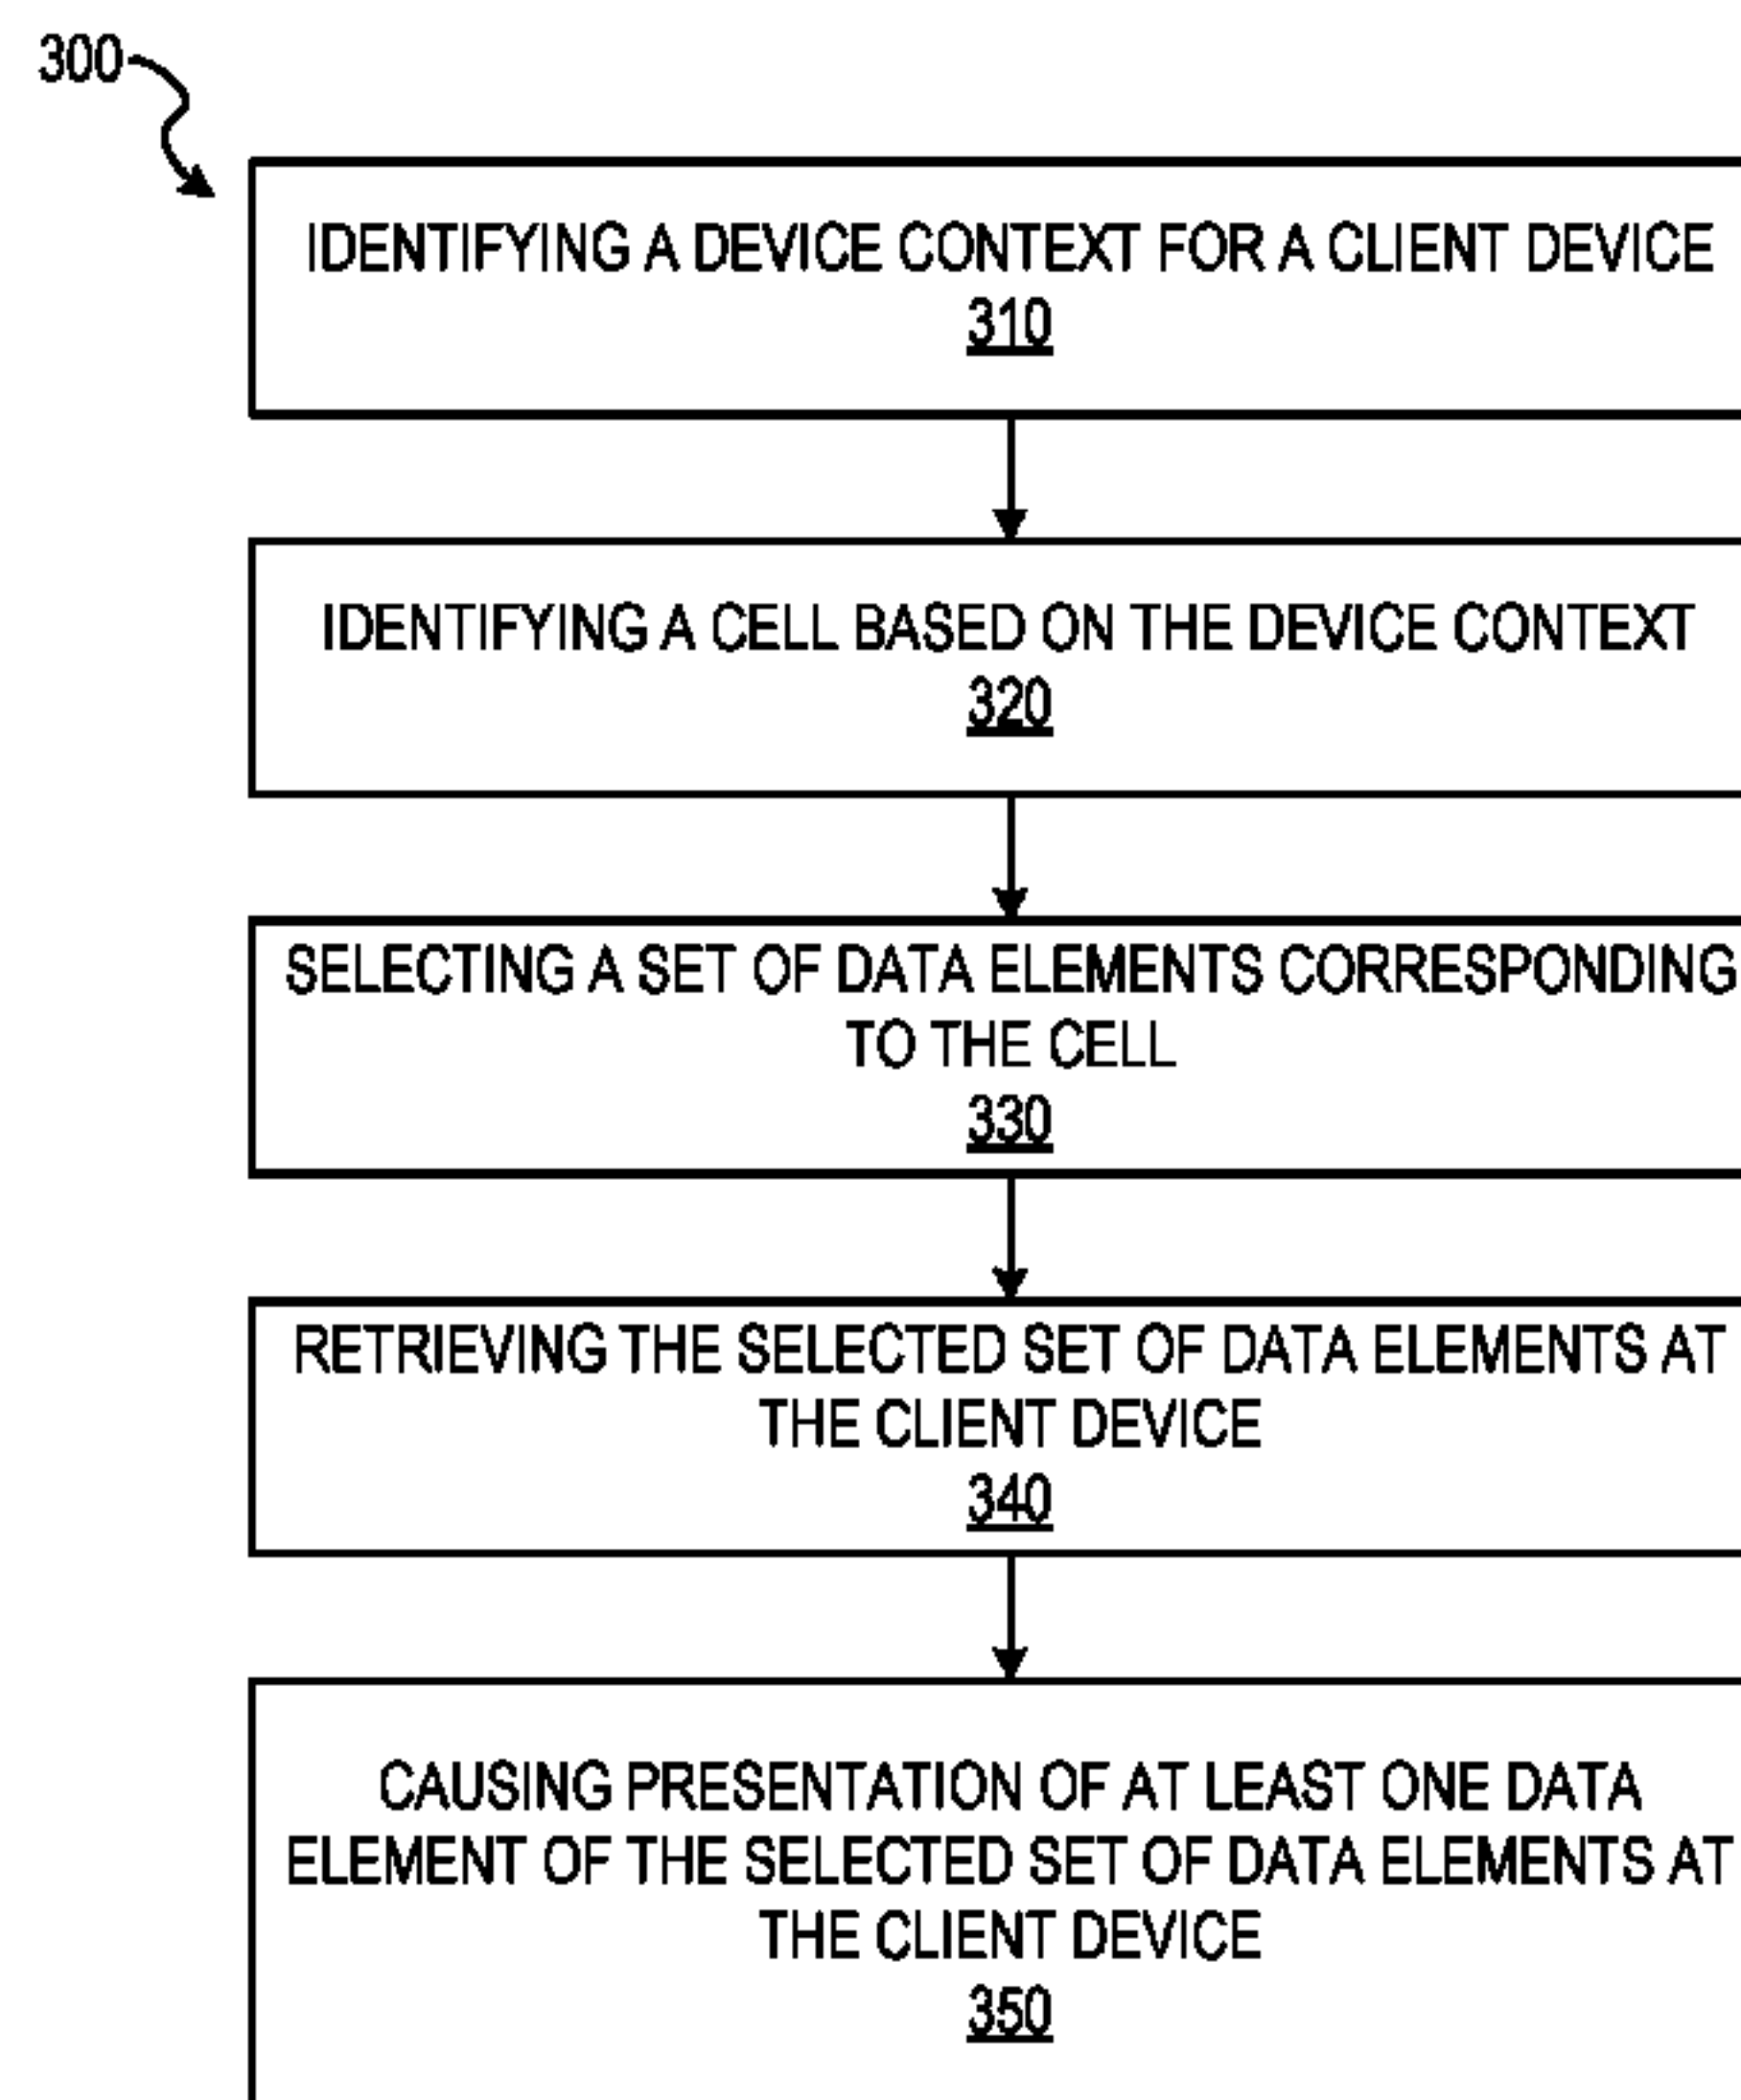 300
IDENTIFYING A DEVICE CONTEXT FOR A CLIENT DEVICE
310
IDENTIFYING A CELL BASED ON THE DEVICE CONTEXT
320
SELECTING A SET OF DATA ELEMENTS CORRESPONDING
TO THE CELL
330
RETRIEVING THE SELECTED SET OF DATA ELEMENTS AT
THE CLIENT DEVICE
340
CAUSING PRESENTATION OF AT LEAST ONE DATA
ELEMENT OF THE SELECTED SET OF DATA ELEMENTS AT
THE CLIENT DEVICE
350